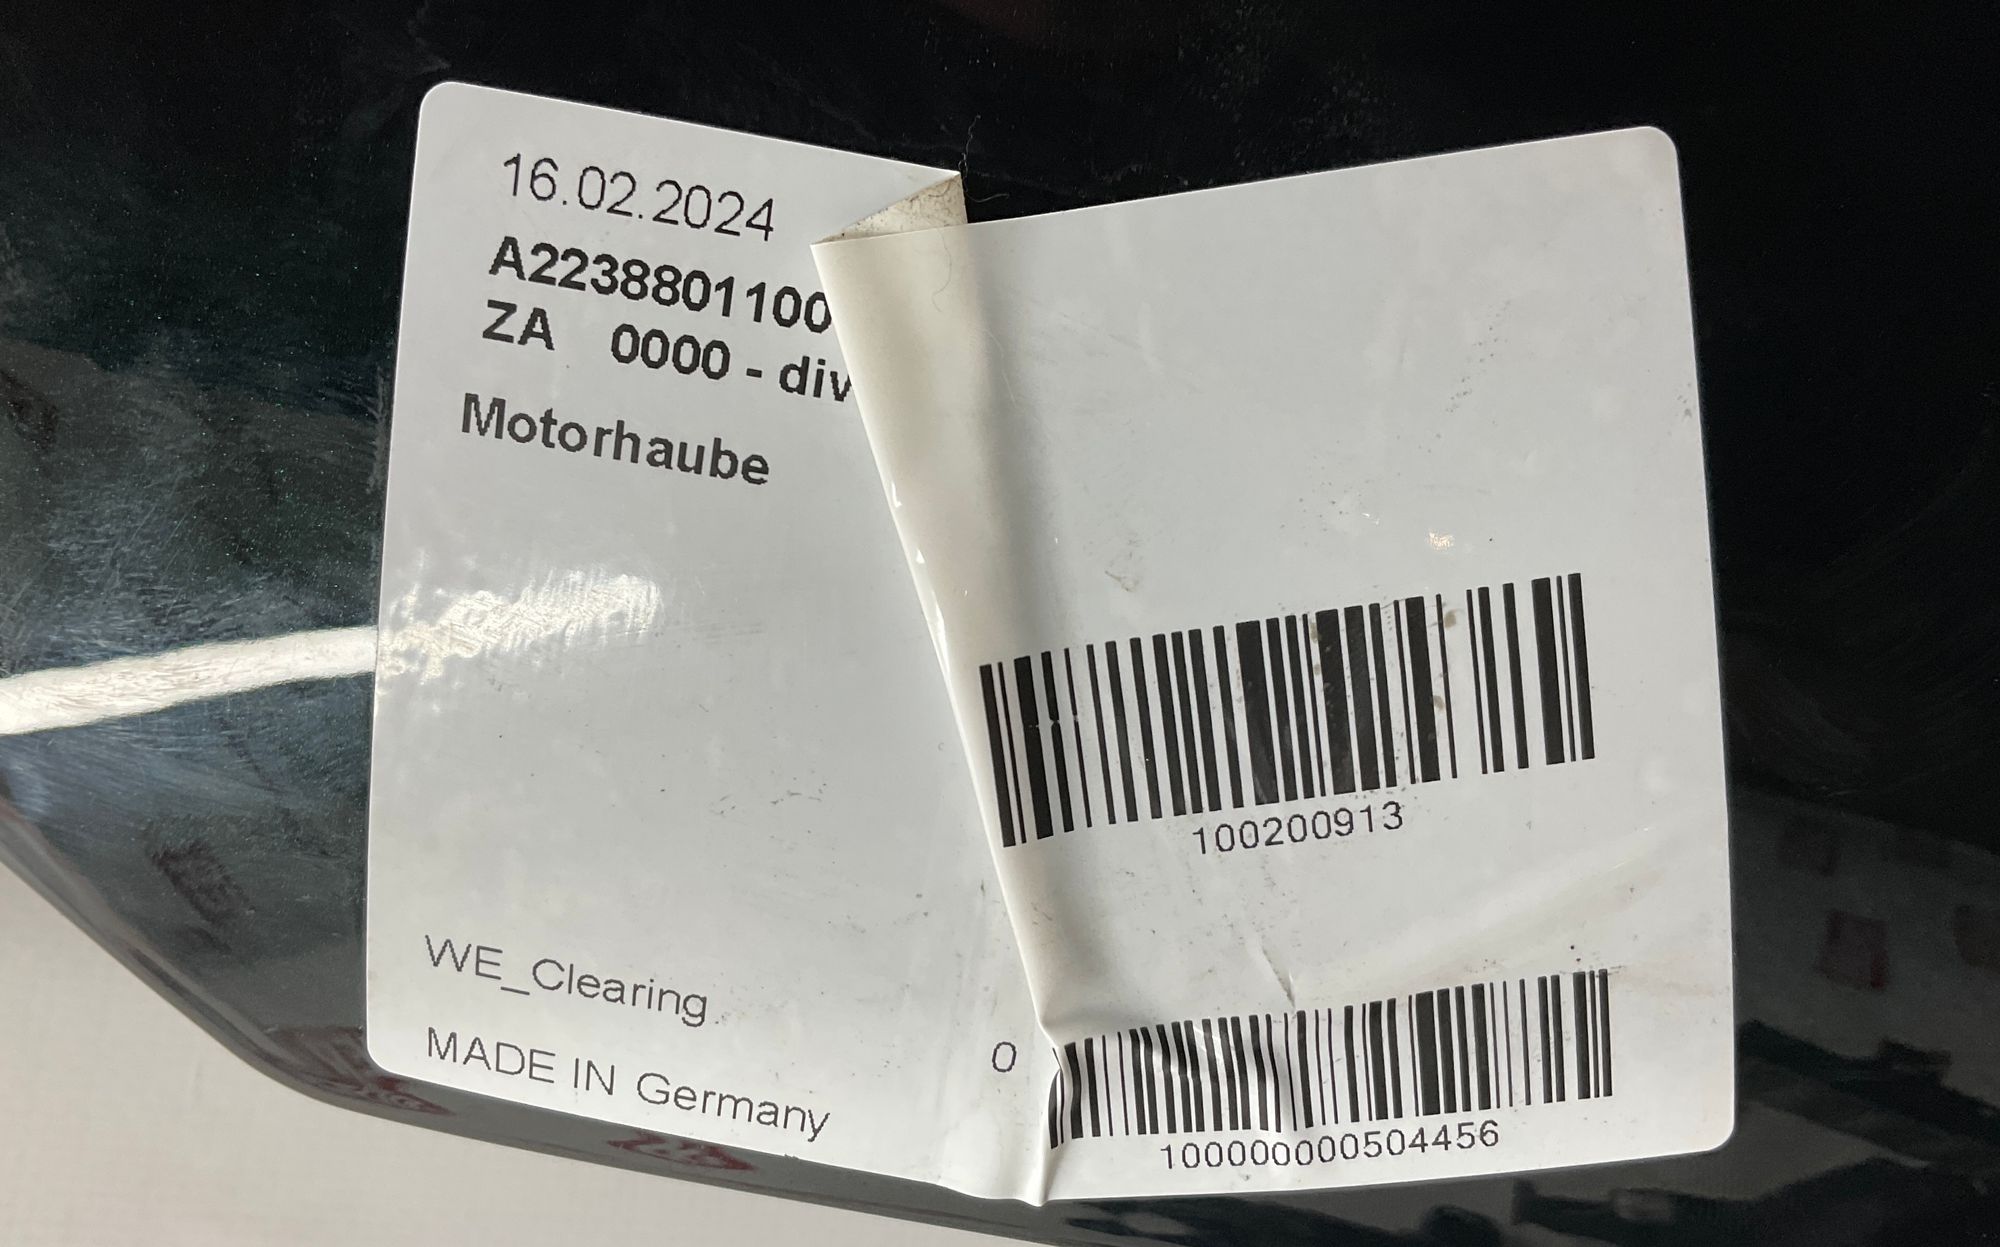 16.02.2024
A2238801100
ZA 0000 - div
Motorhaube
100200913
WE_Clearing
MADE IN Germany
0
100000000504456